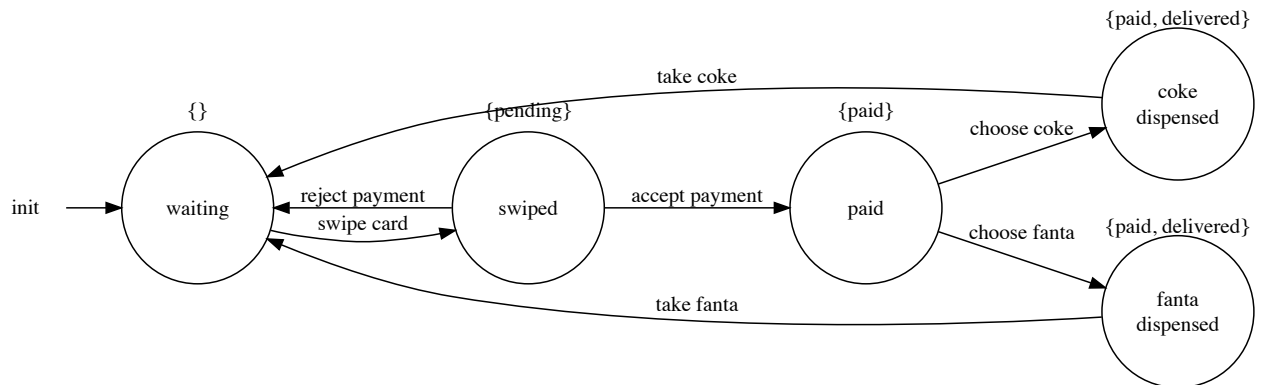 {paid, delivered}
take coke
coke
dispensed
{}
{pending}
{paid}
choose coke
init
waiting
reject payment
swipe card
swiped
accept payment
paid
choose fanta
{paid, delivered}
take fanta
fanta
dispensed